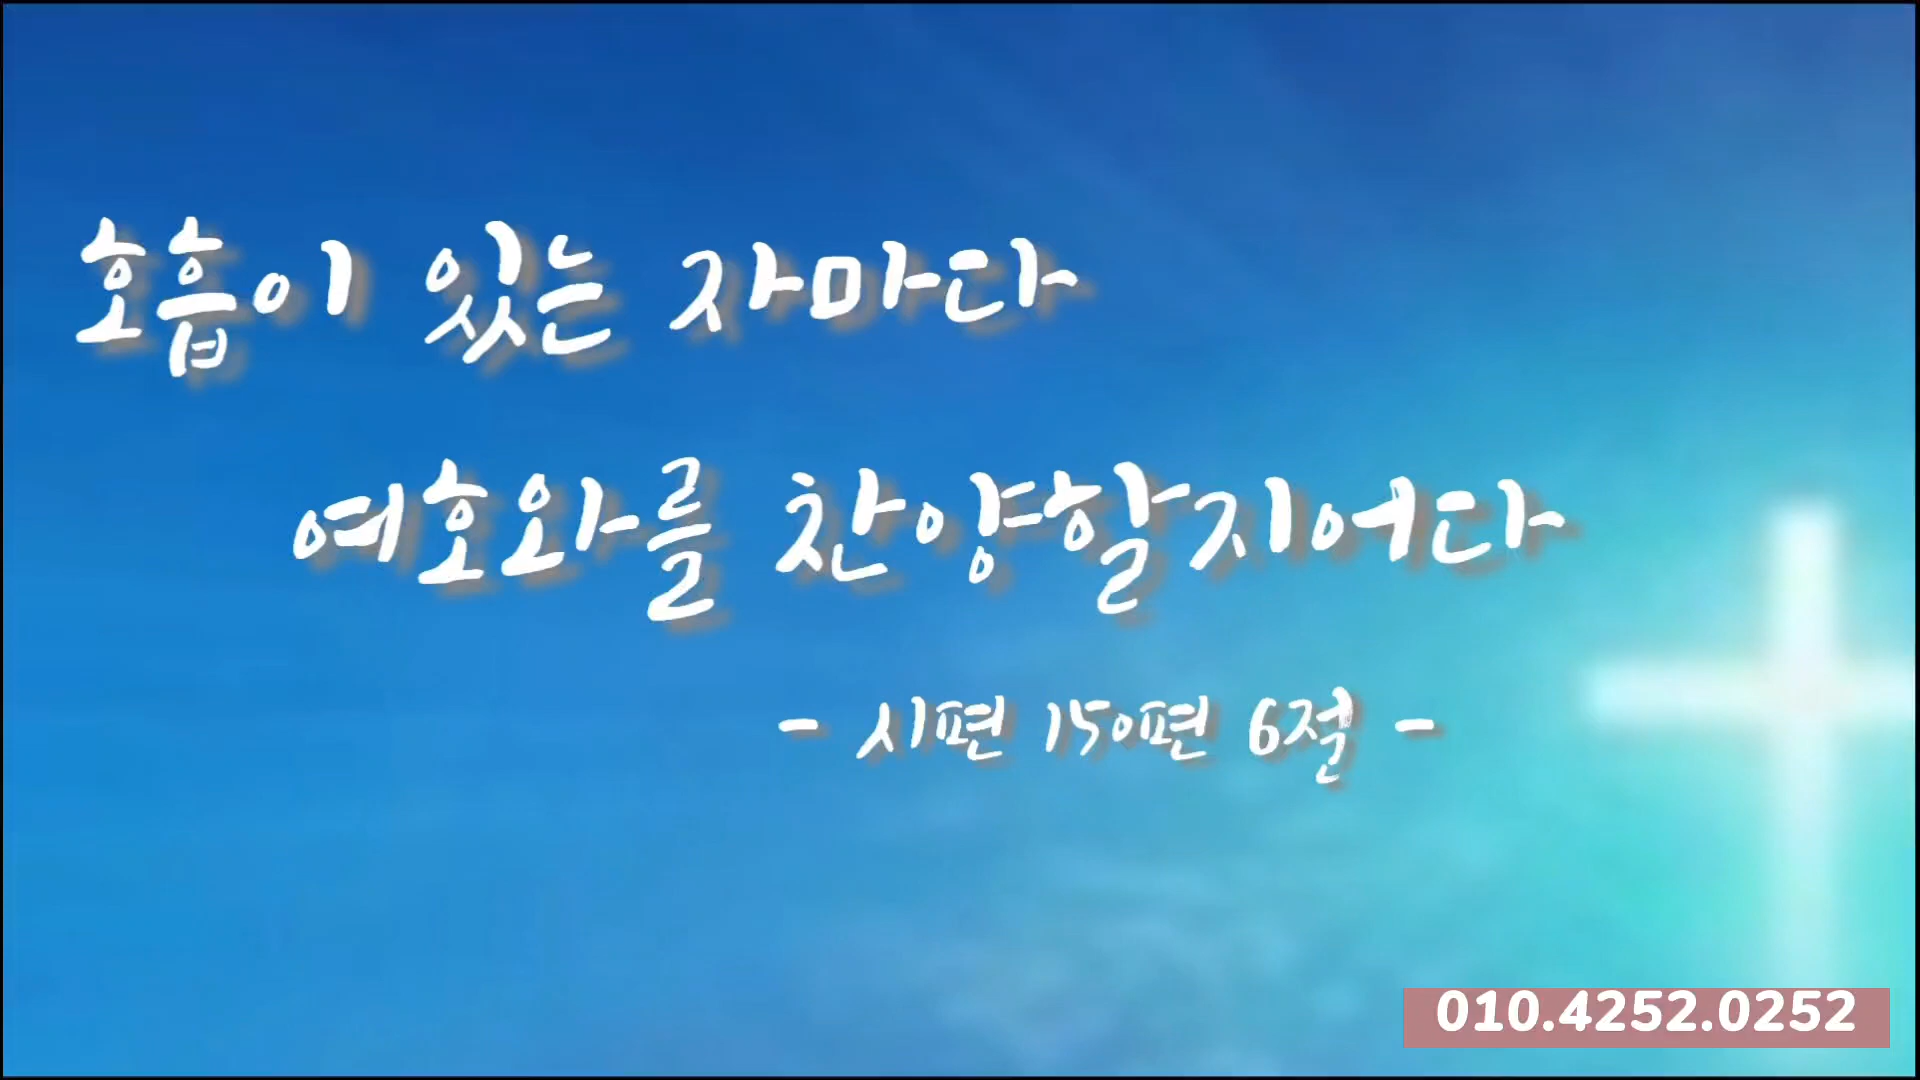 호흡이 있는 자마다
여호와를 찬양할지어다
- 시편 150편 6절 -
010.4252.0252